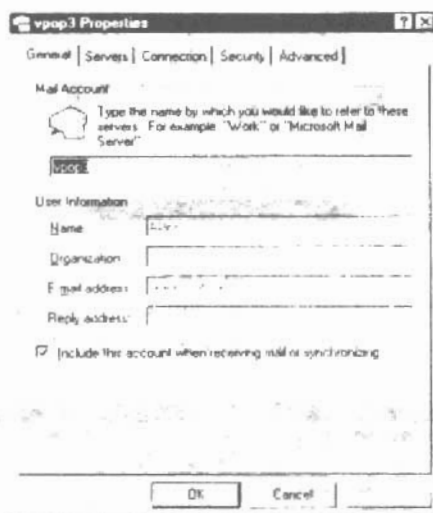 vpop3 Properties
General Servers Connection Security Advanced
Mail Account
Type the name by which you would like to refer to these
servers. For example: "Work" or "Microsoft Mail
Server".
vpop3
User Information
Name
Organization
E-mail address
Reply address:
Include this account when receiving mail or synchronizing
OK Cancel